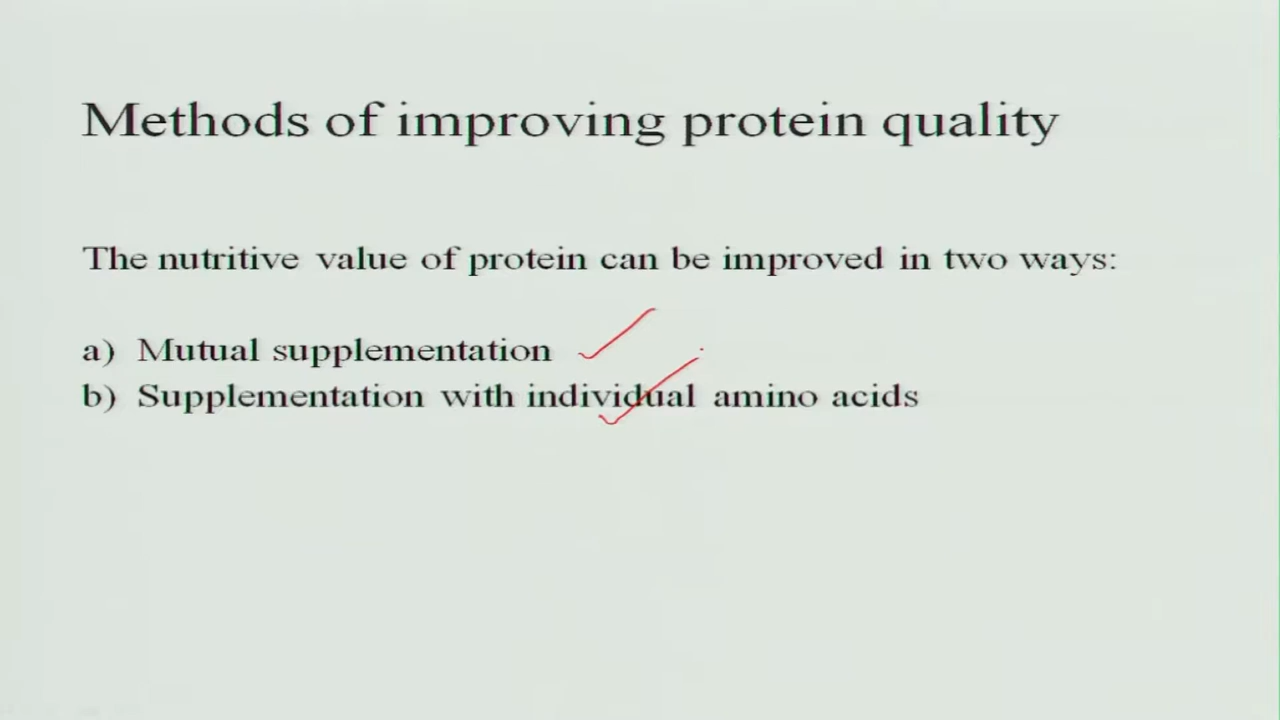 Methods of improving protein quality
The nutritive value of protein can be improved in two ways:
a) Mutual supplementation
b) Supplementation with individual amino acids